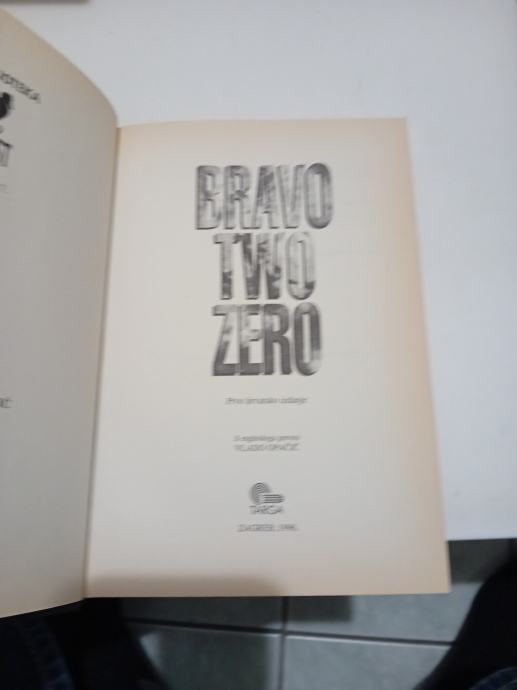 BRAVO
TWO
ZERO
Prvo hrvatsko izdanje
S engleskoga preveo
VLADO OPAČIĆ
TARGA
ZAGREB, 1996.